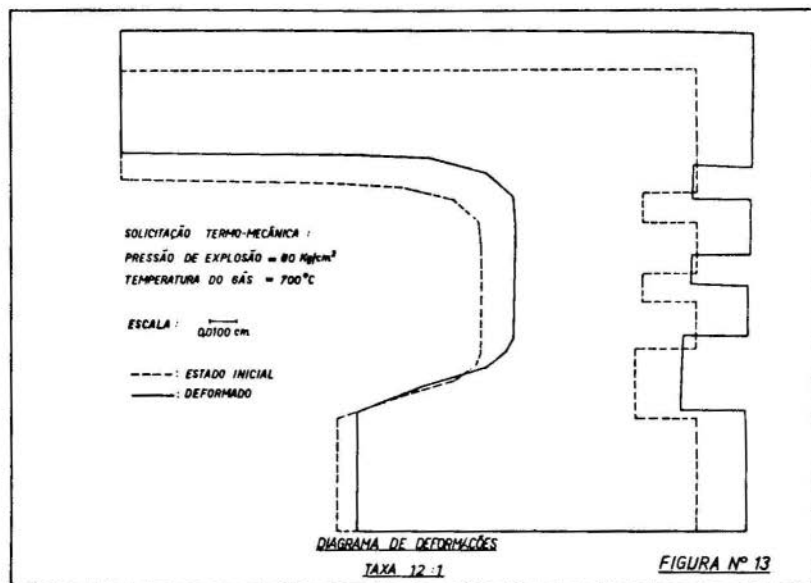 SOLICITAÇÃO TERMO-MECÂNICA :
PRESSÃO DE EXPLOSÃO = 80 Kg/cm²
TEMPERATURA DO GÁS = 700°C
ESCALA : 0,0100 cm
-----: ESTADO INICIAL
———: DEFORMADO
DIAGRAMA DE DEFORMAÇÕES
TAXA 12:1
FIGURA Nº 13